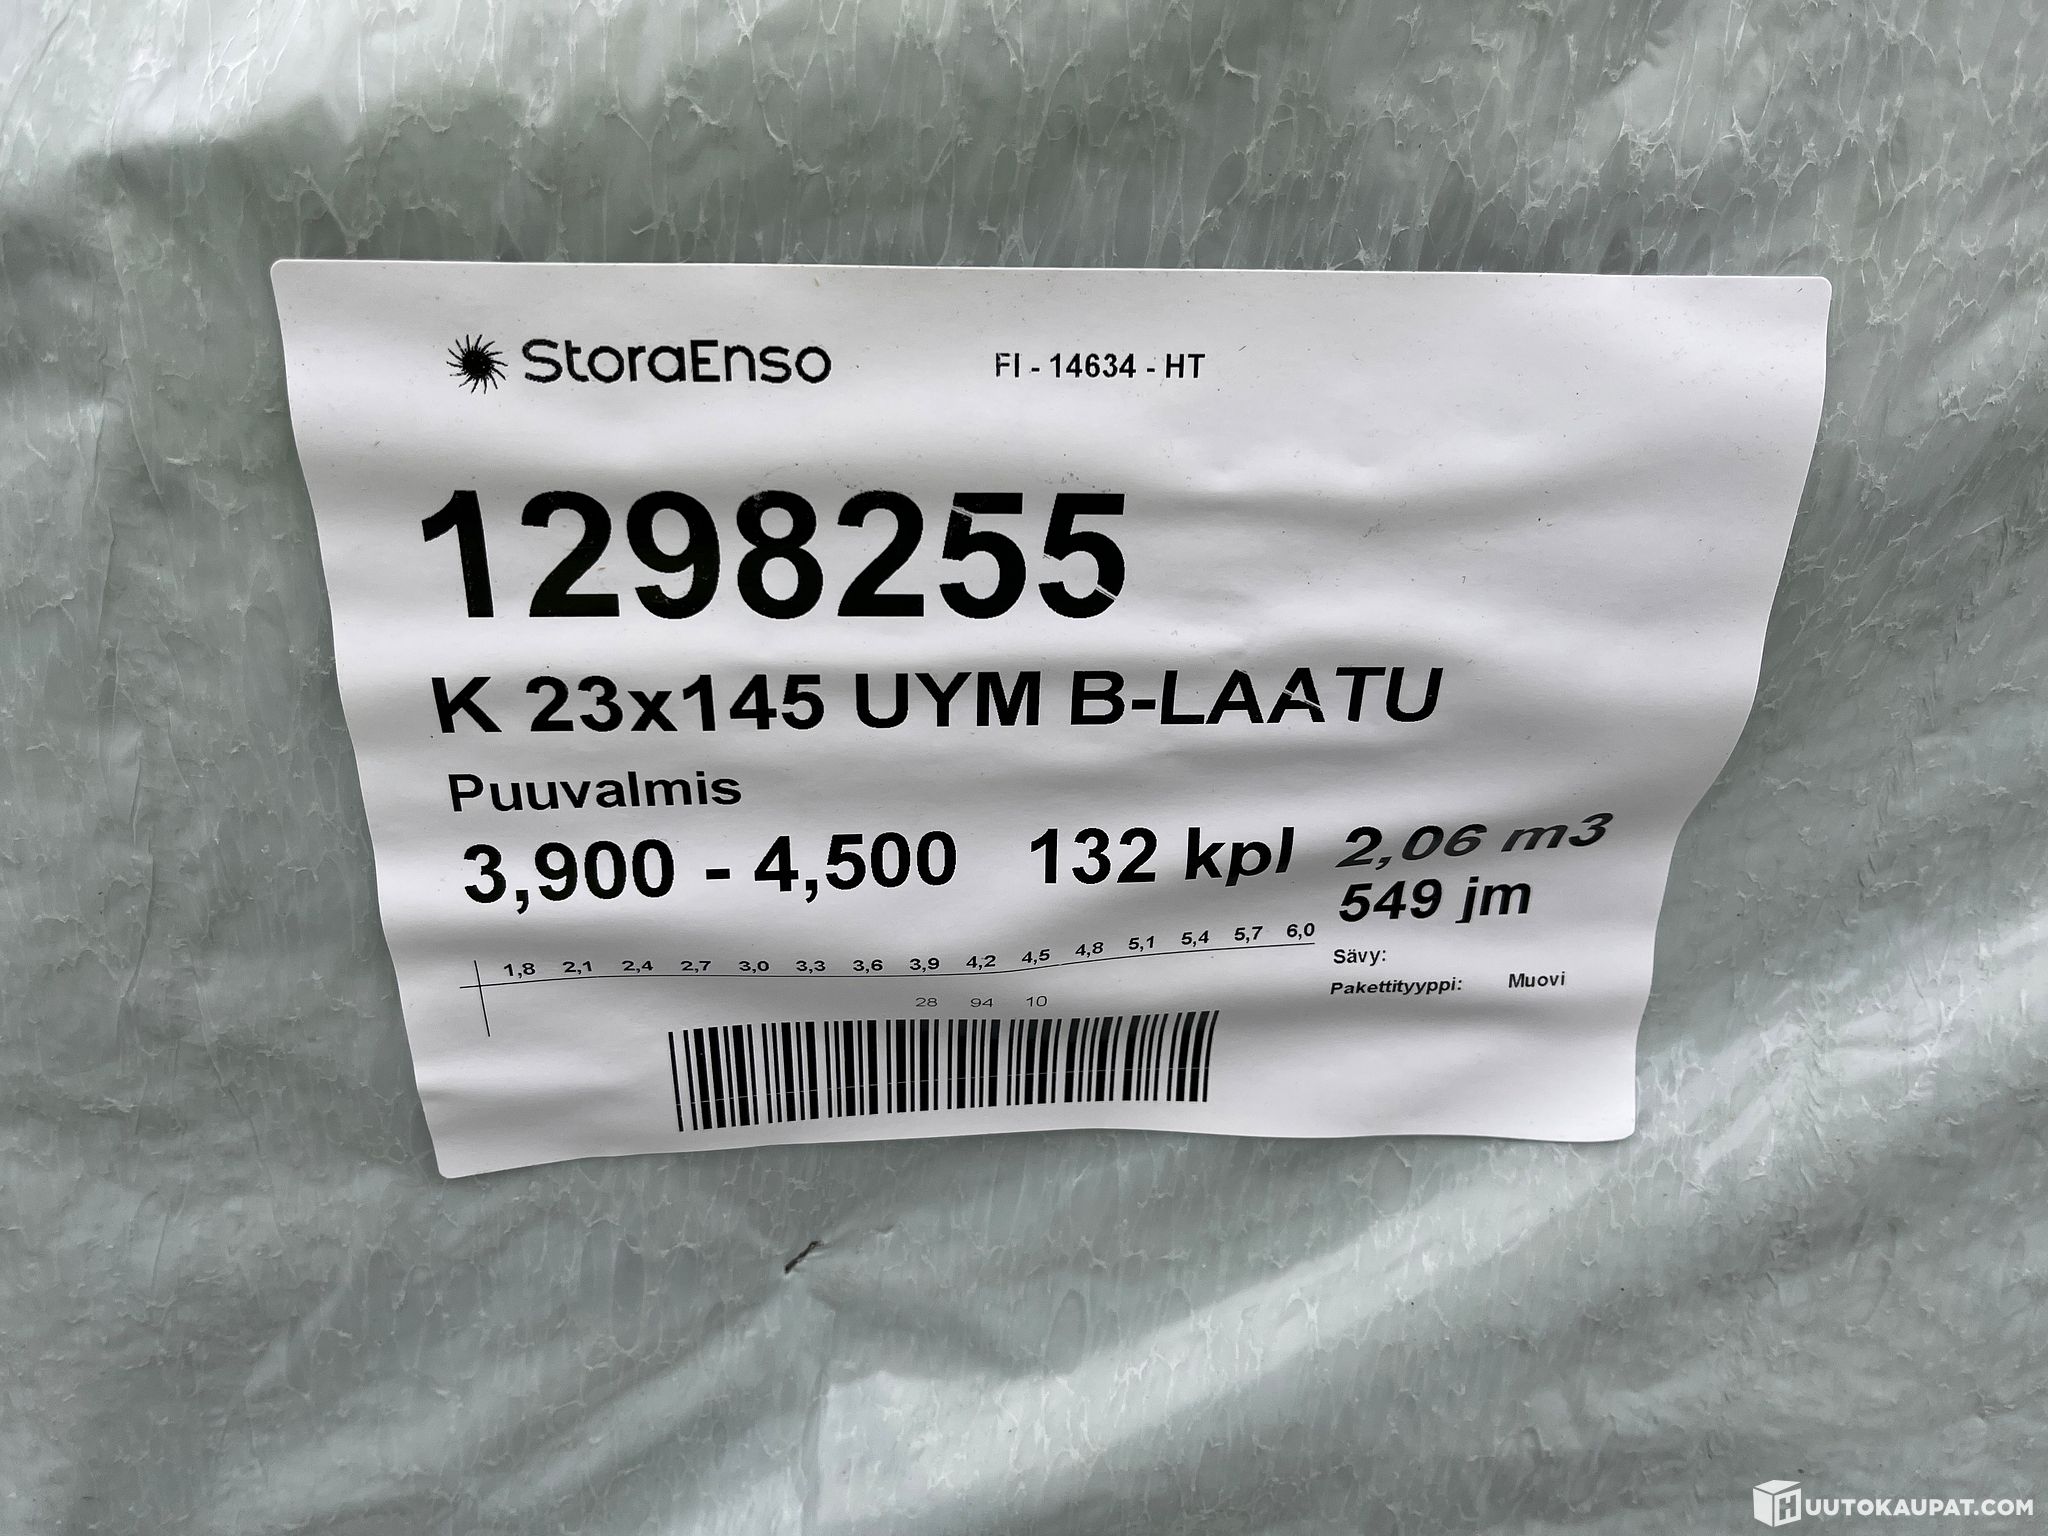 StoraEnso
FI - 14634 - HT
1298255
K 23x145 UYM B-LAATU
Puuvalmis
3,900 - 4,500 132 kpl 2,06 m3
549 jm
1,8 2,1 2,4 2,7 3,0 3,3 3,6 3,9 4,2 4,5 4,8 5,1 5,4 5,7 6,0
28 94 10
Sävy:
Pakettityyppi: Muovi
HUUTOKAUPAT.COM